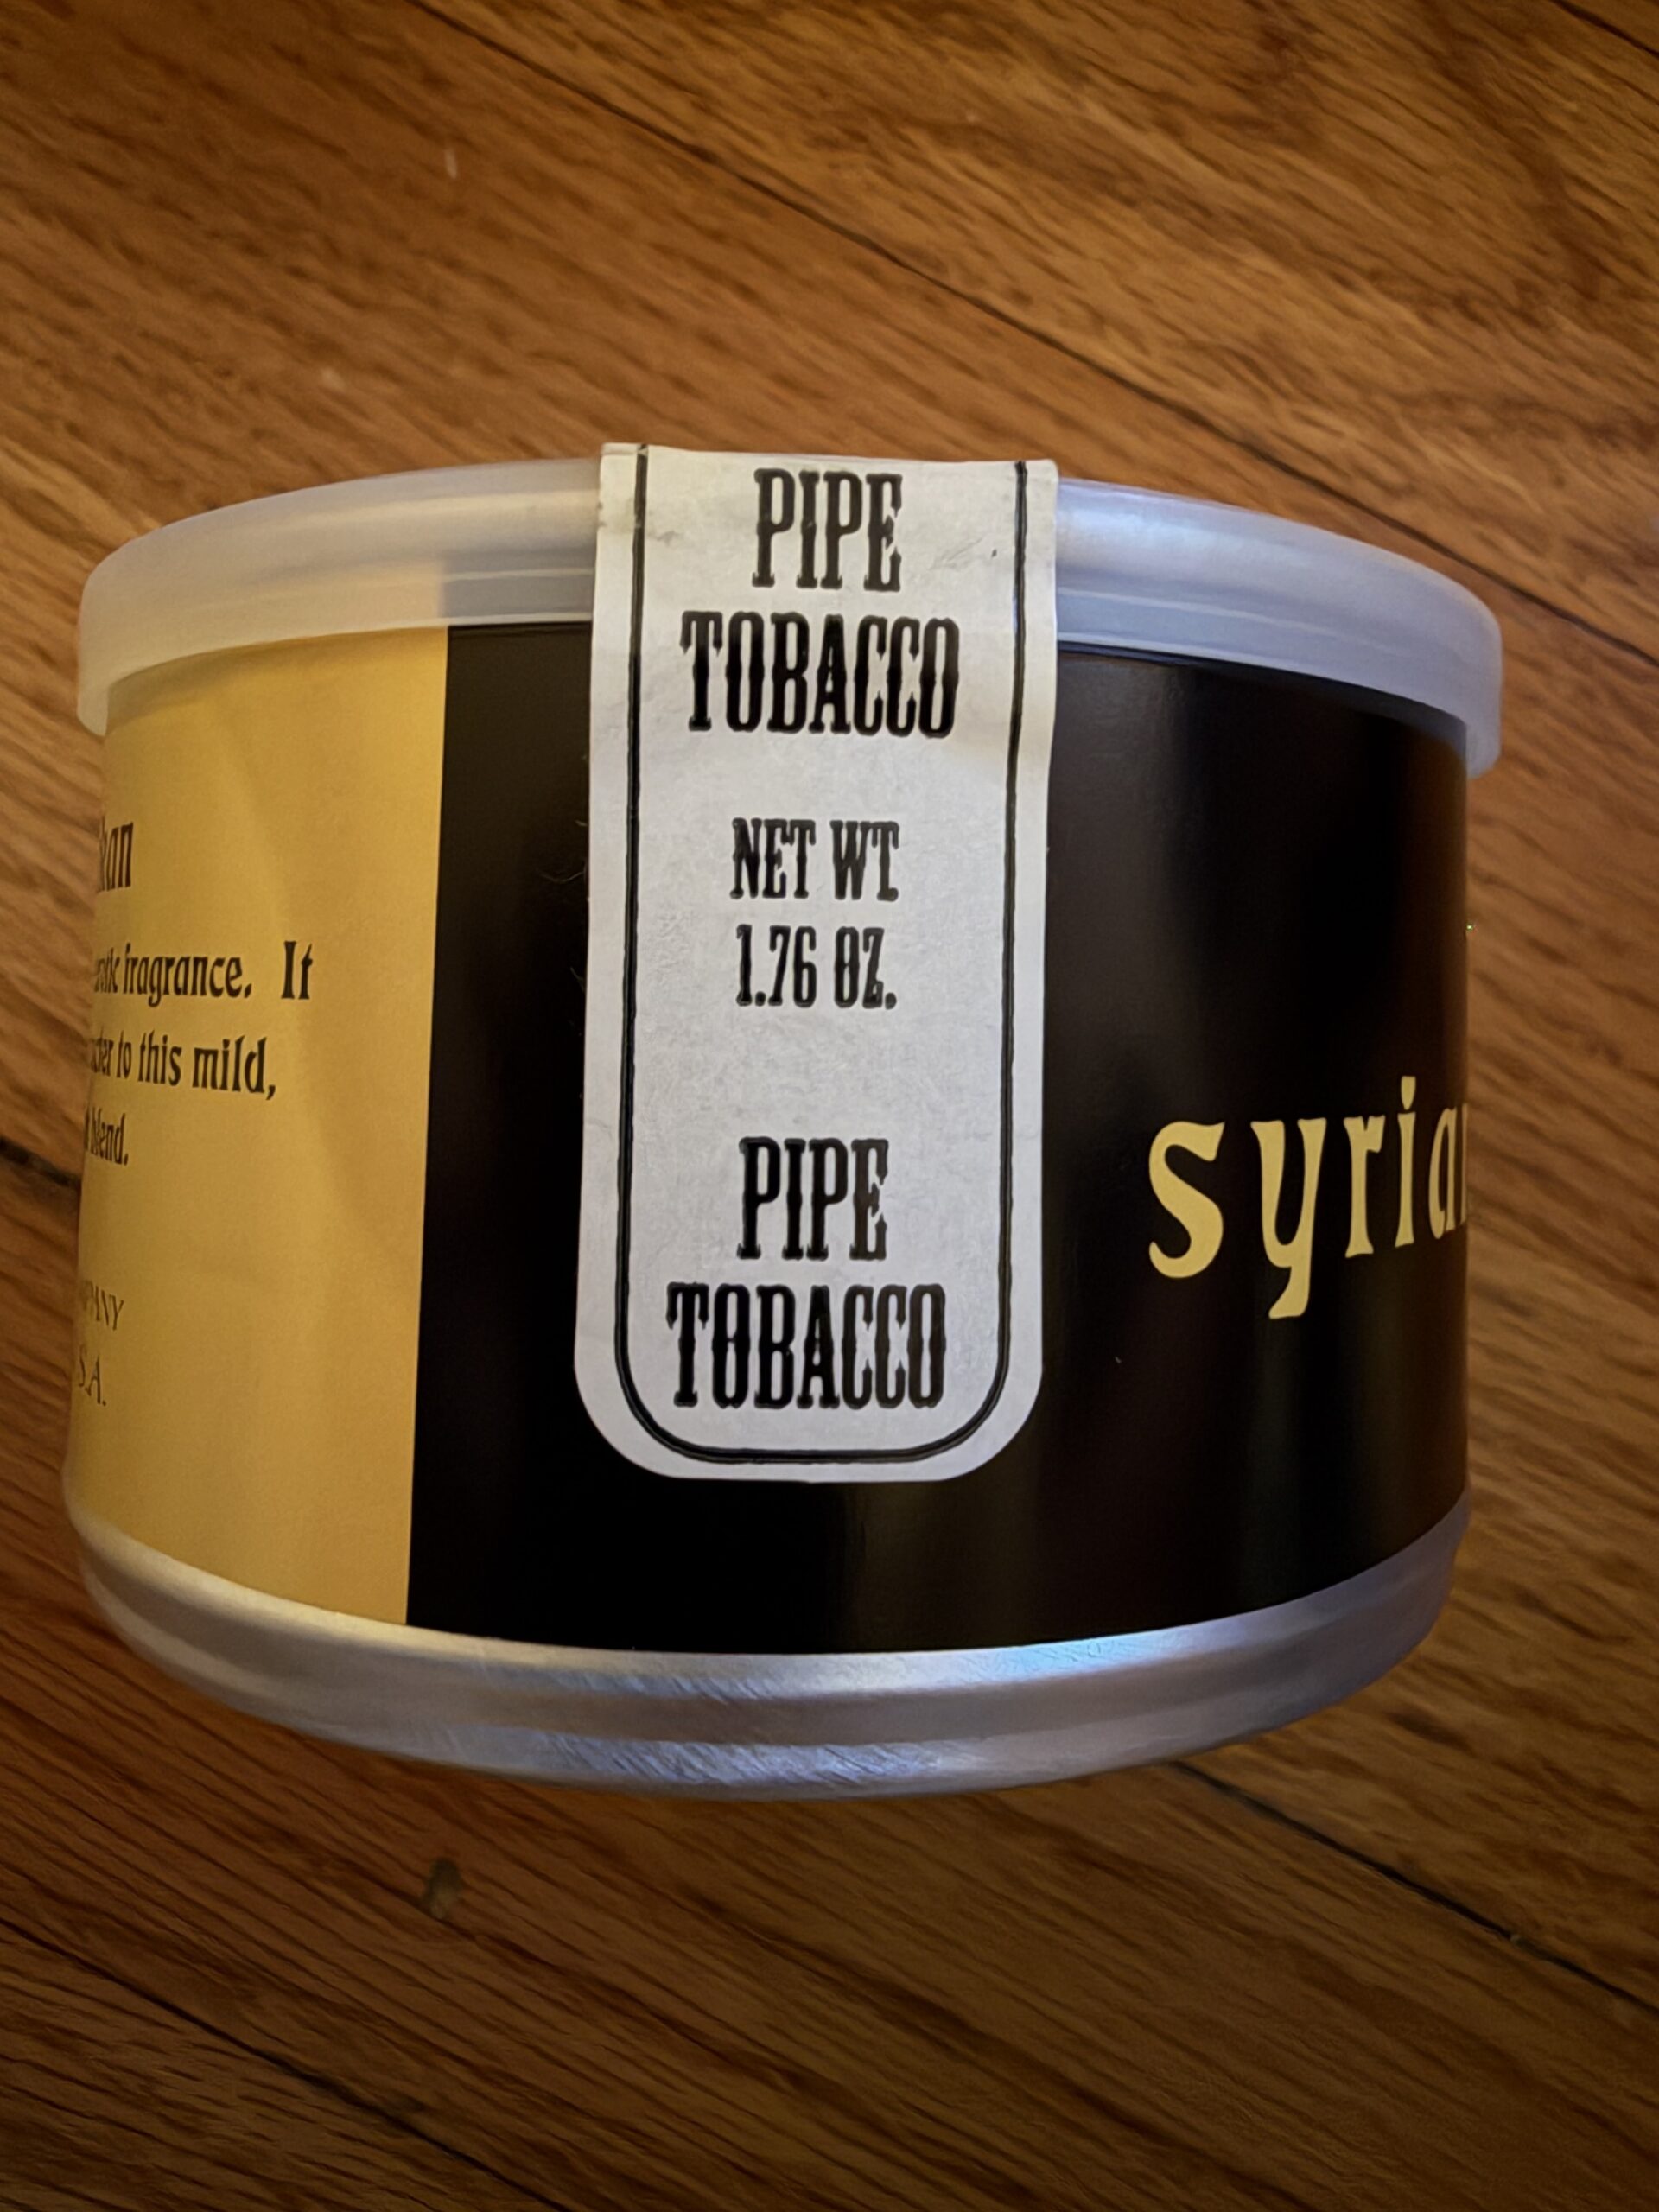 PIPE
TOBACCO
NET WT
1.76 OZ.
PIPE
TOBACCO
fragrance. It
to this mild,
blend.
S.A.
syria